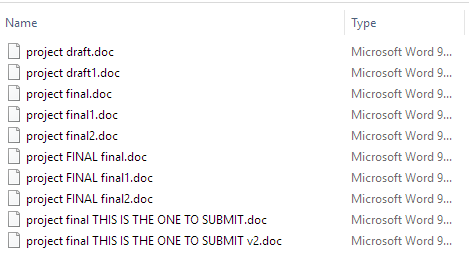 Name Type
project draft.doc Microsoft Word 9...
project draft1.doc Microsoft Word 9...
project final.doc Microsoft Word 9...
project final1.doc Microsoft Word 9...
project final2.doc Microsoft Word 9...
project FINAL final.doc Microsoft Word 9...
project FINAL final1.doc Microsoft Word 9...
project FINAL final2.doc Microsoft Word 9...
project final THIS IS THE ONE TO SUBMIT.doc Microsoft Word 9...
project final THIS IS THE ONE TO SUBMIT v2.doc Microsoft Word 9...